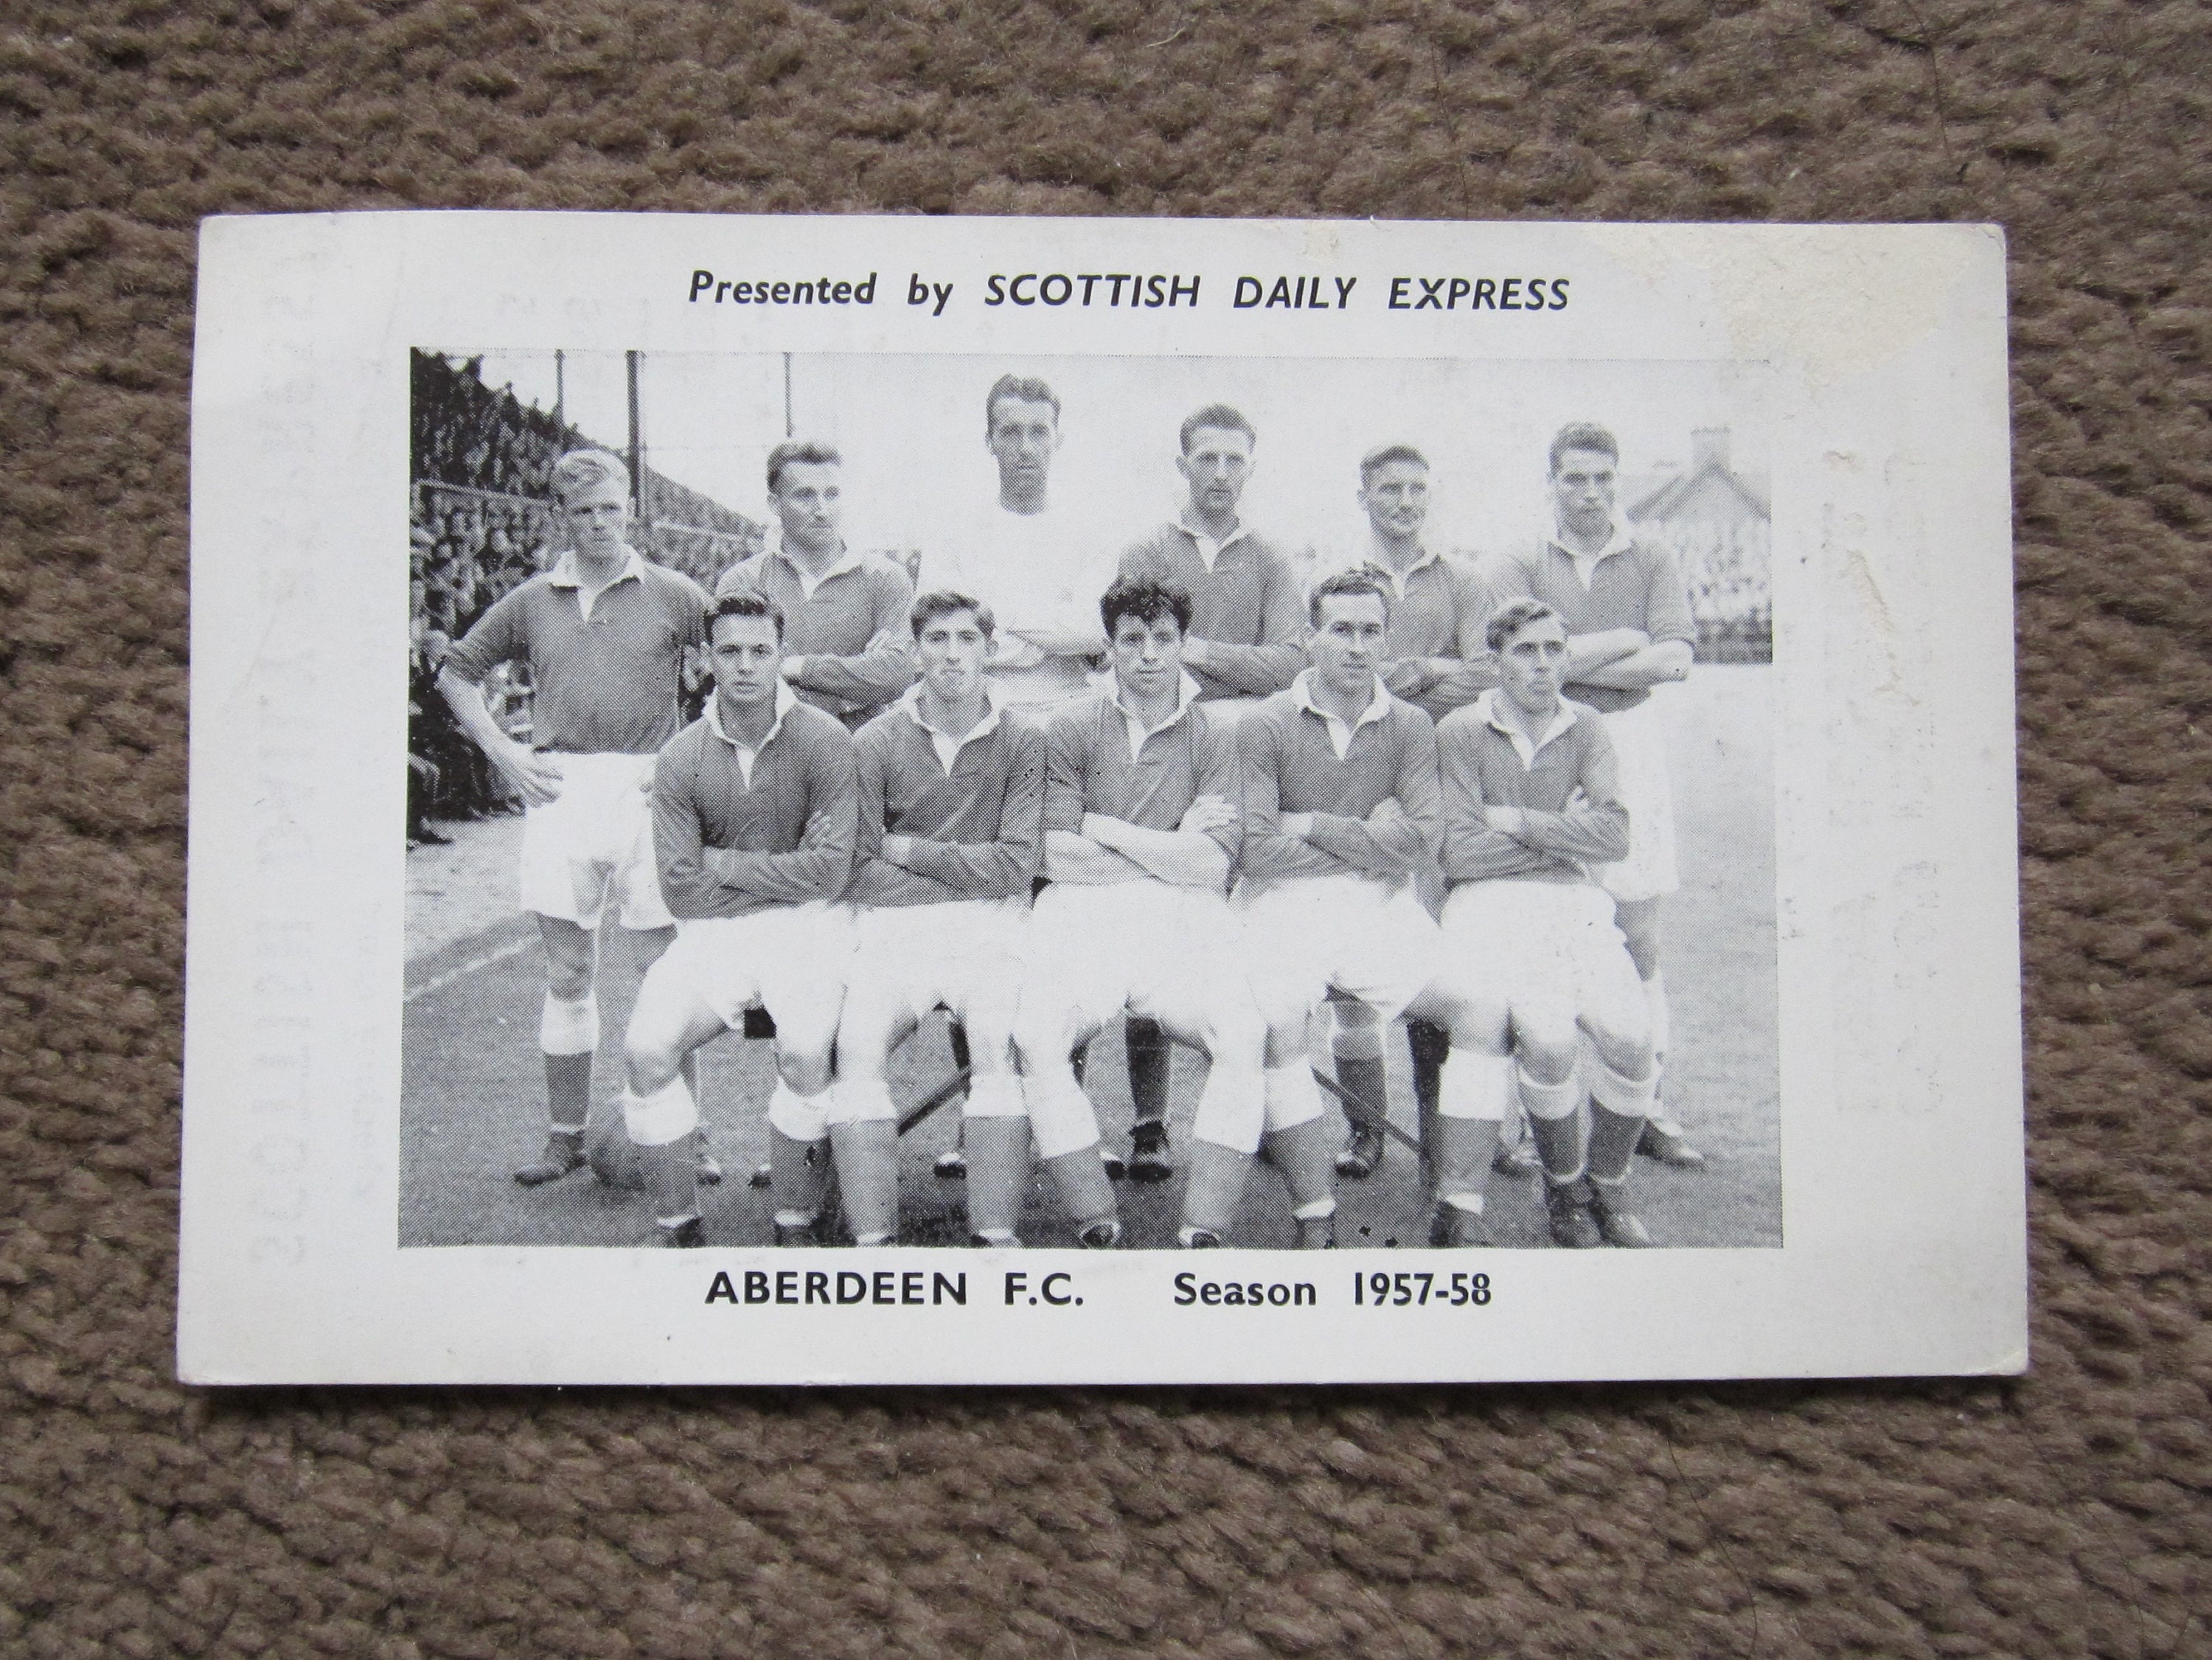 Presented by SCOTTISH DAILY EXPRESS
ABERDEEN F.C. Season 1957-58